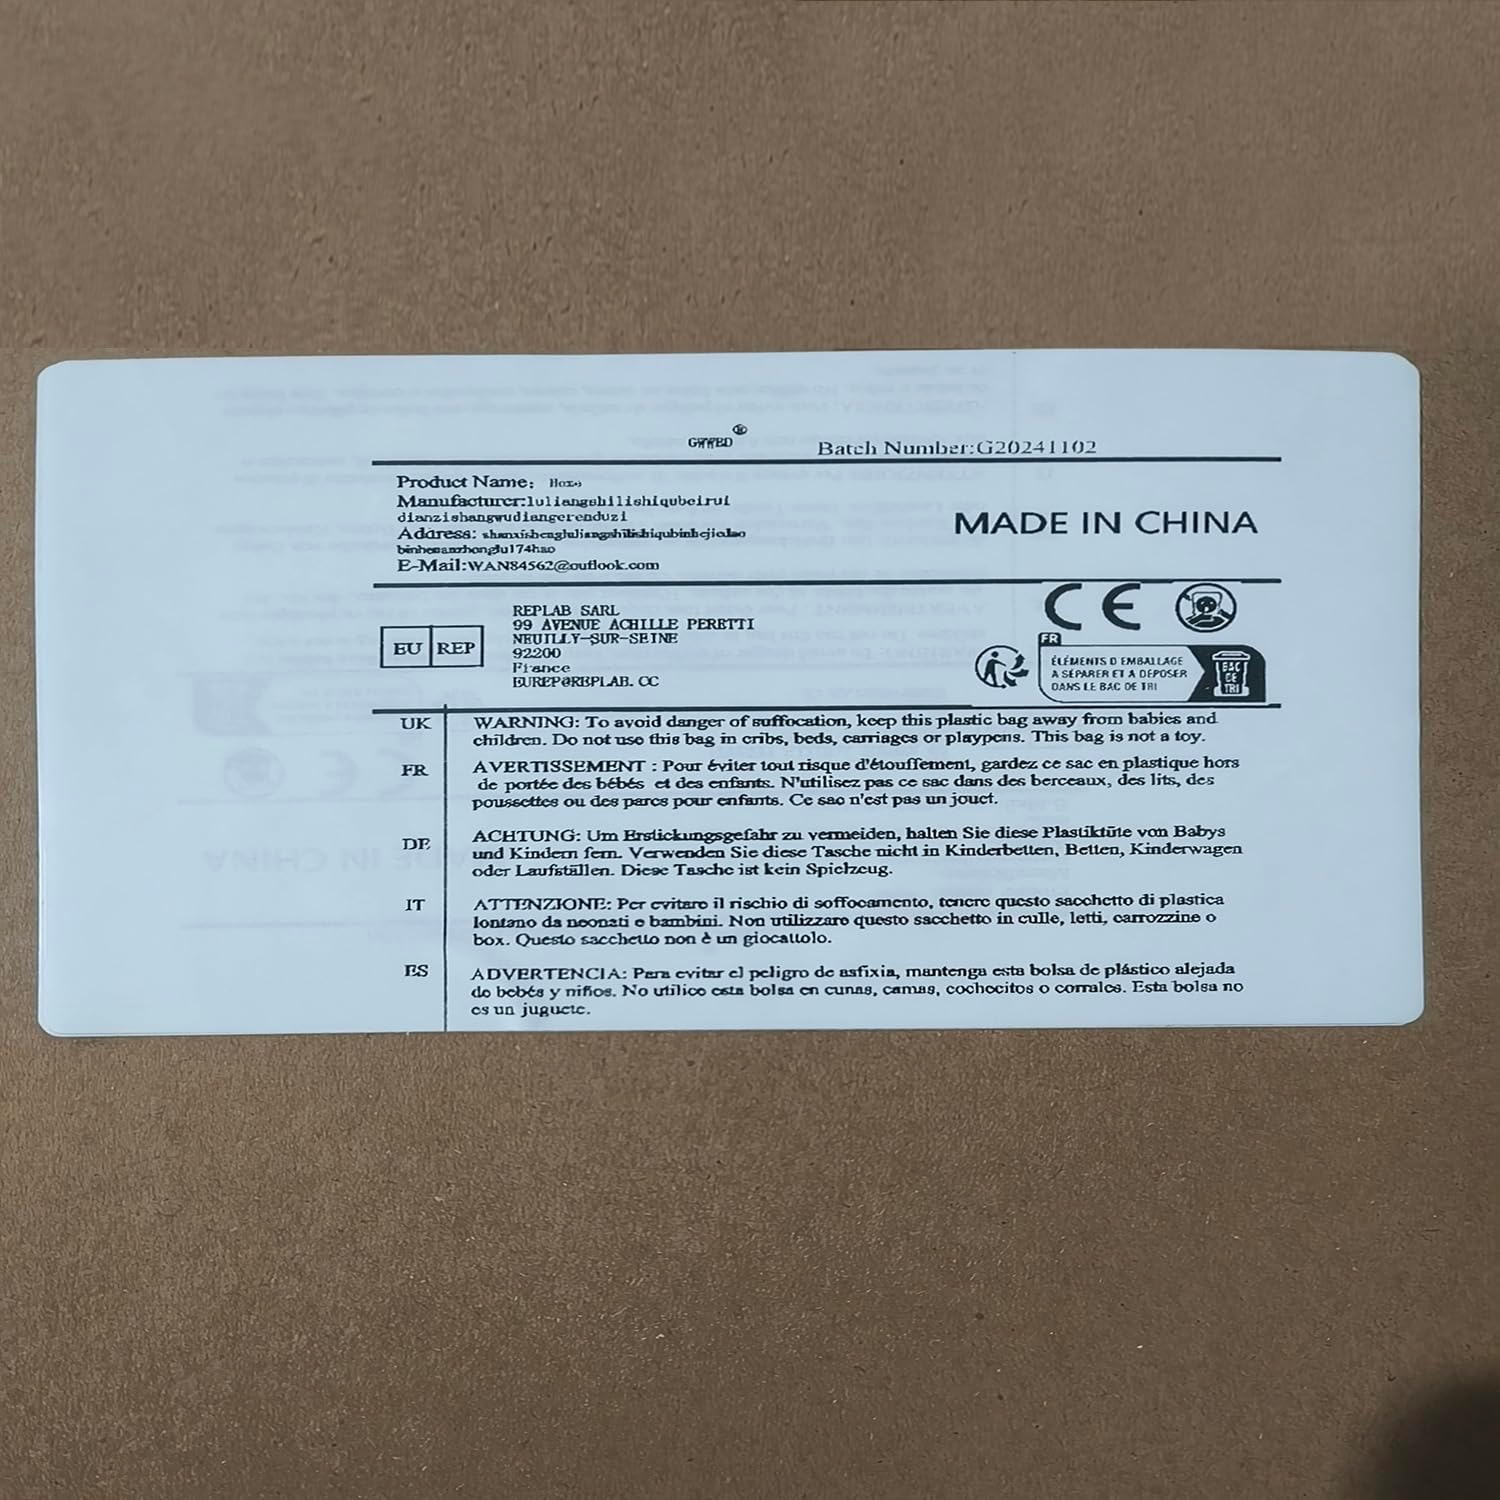 GWWBD ®
Batch Number:G20241102
Product Name:
Manufacturer:luliangshilishiqubeirui
dianzishangwudiangerenduzi
Address: shanxishengluliangshilishiqubinhejiedao
binhenanzhonglu174hao
E-Mail:WAN84562@outlook.com
MADE IN CHINA
EU REP
REPLAB SARL
99 AVENUE ACHILLE PERETTI
NEUILLY-SUR-SEINE
92200
France
EUREP@REPLAB.CC
CE
FR
ÉLÉMENTS D EMBALLAGE
A SÉPARER ET A DÉPOSER
DANS LE BAC DE TRI
BAC
DE
TRI
UK
WARNING: To avoid danger of suffocation, keep this plastic bag away from babies and
children. Do not use this bag in cribs, beds, carriages or playpens. This bag is not a toy.
FR
AVERTISSEMENT : Pour éviter tout risque d'étouffement, gardez ce sac en plastique hors
de portée des bébés et des enfants. N'utilisez pas ce sac dans des berceaux, des lits, des
poussettes ou des parcs pour enfants. Ce sac n'est pas un jouet.
DE
ACHTUNG: Um Erstickungsgefahr zu vermeiden, halten Sie diese Plastiktüte von Babys
und Kindern fern. Verwenden Sie diese Tasche nicht in Kinderbetten, Betten, Kinderwagen
oder Laufställen. Diese Tasche ist kein Spielzeug.
IT
ATTENZIONE: Per evitare il rischio di soffocamento, tenere questo sacchetto di plastica
lontano da neonati e bambini. Non utilizzare questo sacchetto in culle, letti, carrozzine o
box. Questo sacchetto non è un giocattolo.
ES
ADVERTENCIA: Para evitar el peligro de asfixia, mantenga esta bolsa de plástico alejada
de bebés y niños. No utilice esta bolsa en cunas, camas, cochecitos o corrales. Esta bolsa no
es un juguete.